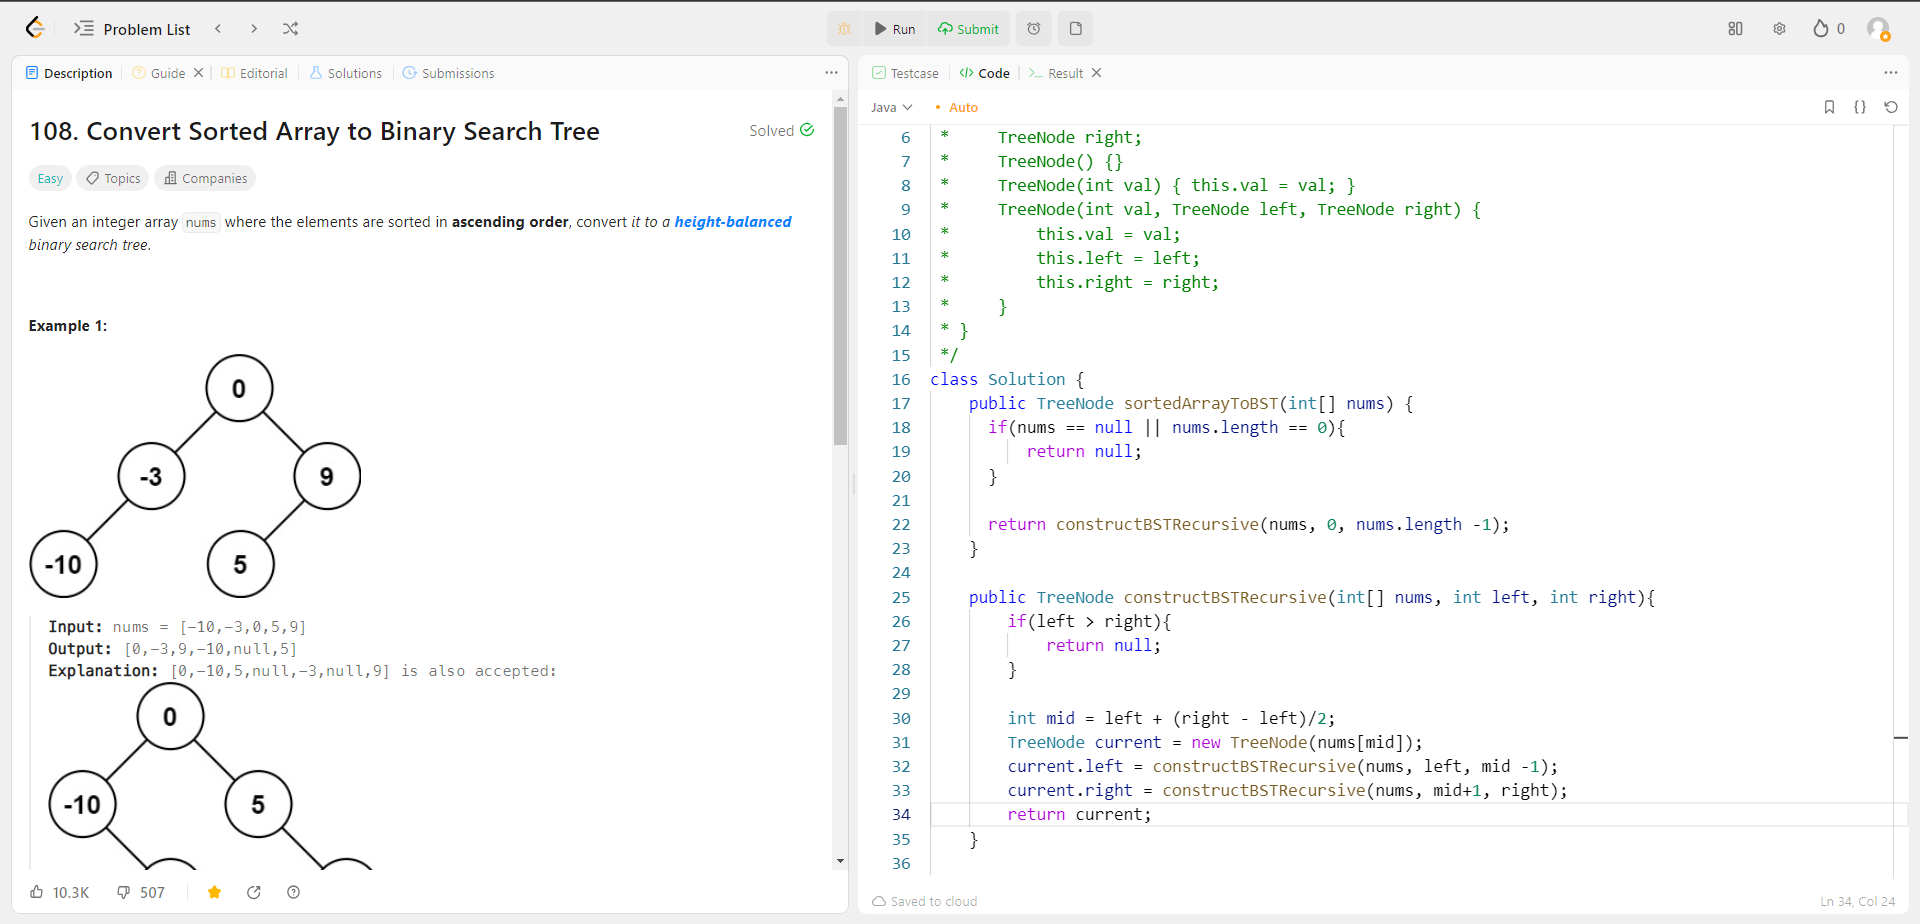 Problem List
Run
Submit
0
Description
Guide
Editorial
Solutions
Submissions
108. Convert Sorted Array to Binary Search Tree
Solved
Easy
Topics
Companies
Given an integer array nums where the elements are sorted in ascending order, convert it to a height-balanced
binary search tree.
Example 1:
0
-3
9
-10
5
Input: nums = [-10,-3,0,5,9]
Output: [0,-3,9,-10,null,5]
Explanation: [0,-10,5,null,-3,null,9] is also accepted:
0
-10
5
10.3K
507
Testcase
Code
Result
Java
Auto
6 *     TreeNode right;
7 *     TreeNode() {}
8 *     TreeNode(int val) { this.val = val; }
9 *     TreeNode(int val, TreeNode left, TreeNode right) {
10 *         this.val = val;
11 *         this.left = left;
12 *         this.right = right;
13 *     }
14 * }
15 */
16 class Solution {
17     public TreeNode sortedArrayToBST(int[] nums) {
18       if(nums == null || nums.length == 0){
19           return null;
20       }
21
22       return constructBSTRecursive(nums, 0, nums.length -1);
23     }
24
25     public TreeNode constructBSTRecursive(int[] nums, int left, int right){
26         if(left > right){
27             return null;
28         }
29
30         int mid = left + (right - left)/2;
31         TreeNode current = new TreeNode(nums[mid]);
32         current.left = constructBSTRecursive(nums, left, mid -1);
33         current.right = constructBSTRecursive(nums, mid+1, right);
34         return current;
35     }
36
Saved to cloud
Ln 34, Col 24